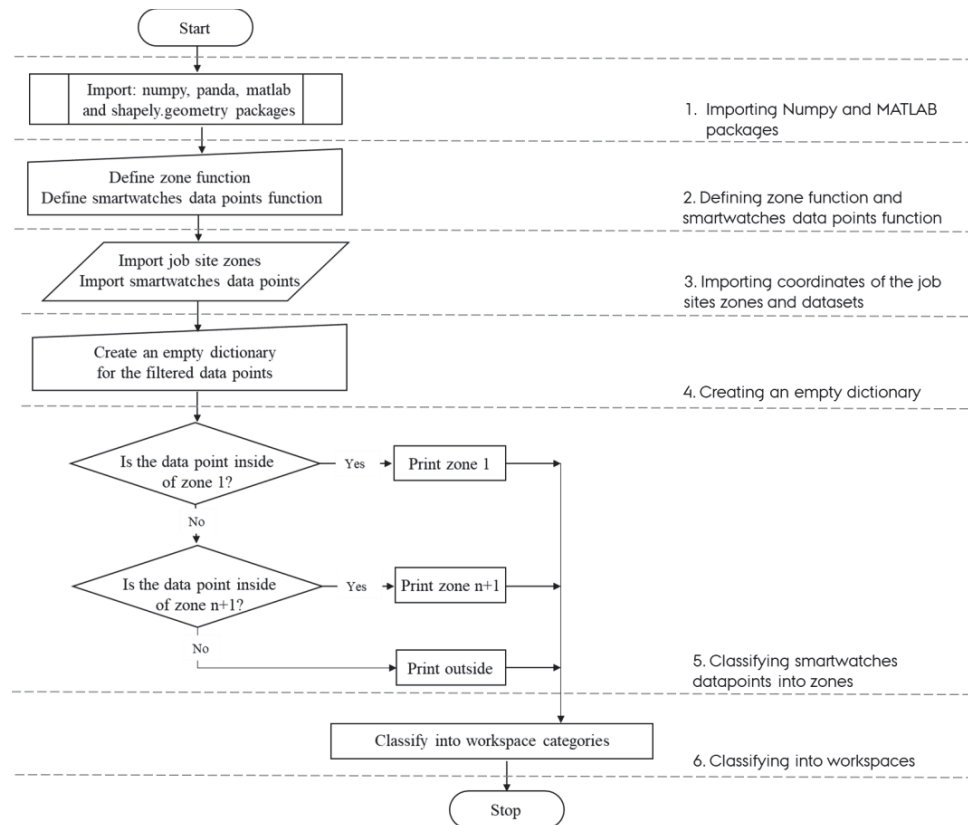 Start
Import: numpy, panda, matlab
and shapely.geometry packages
1. Importing Numpy and MATLAB
packages
Define zone function
Define smartwatches data points function
2. Defining zone function and
smartwatches data points function
Import job site zones
Import smartwatches data points
3. Importing coordinates of the job
sites zones and datasets
Create an empty dictionary
for the filtered data points
4. Creating an empty dictionary
Is the data point inside
of zone 1?
Yes
Print zone 1
No
Is the data point inside
of zone n+1?
Yes
Print zone n+1
No
Print outside
5. Classifying smartwatches
datapoints into zones
Classify into workspace categories
6. Classifying into workspaces
Stop